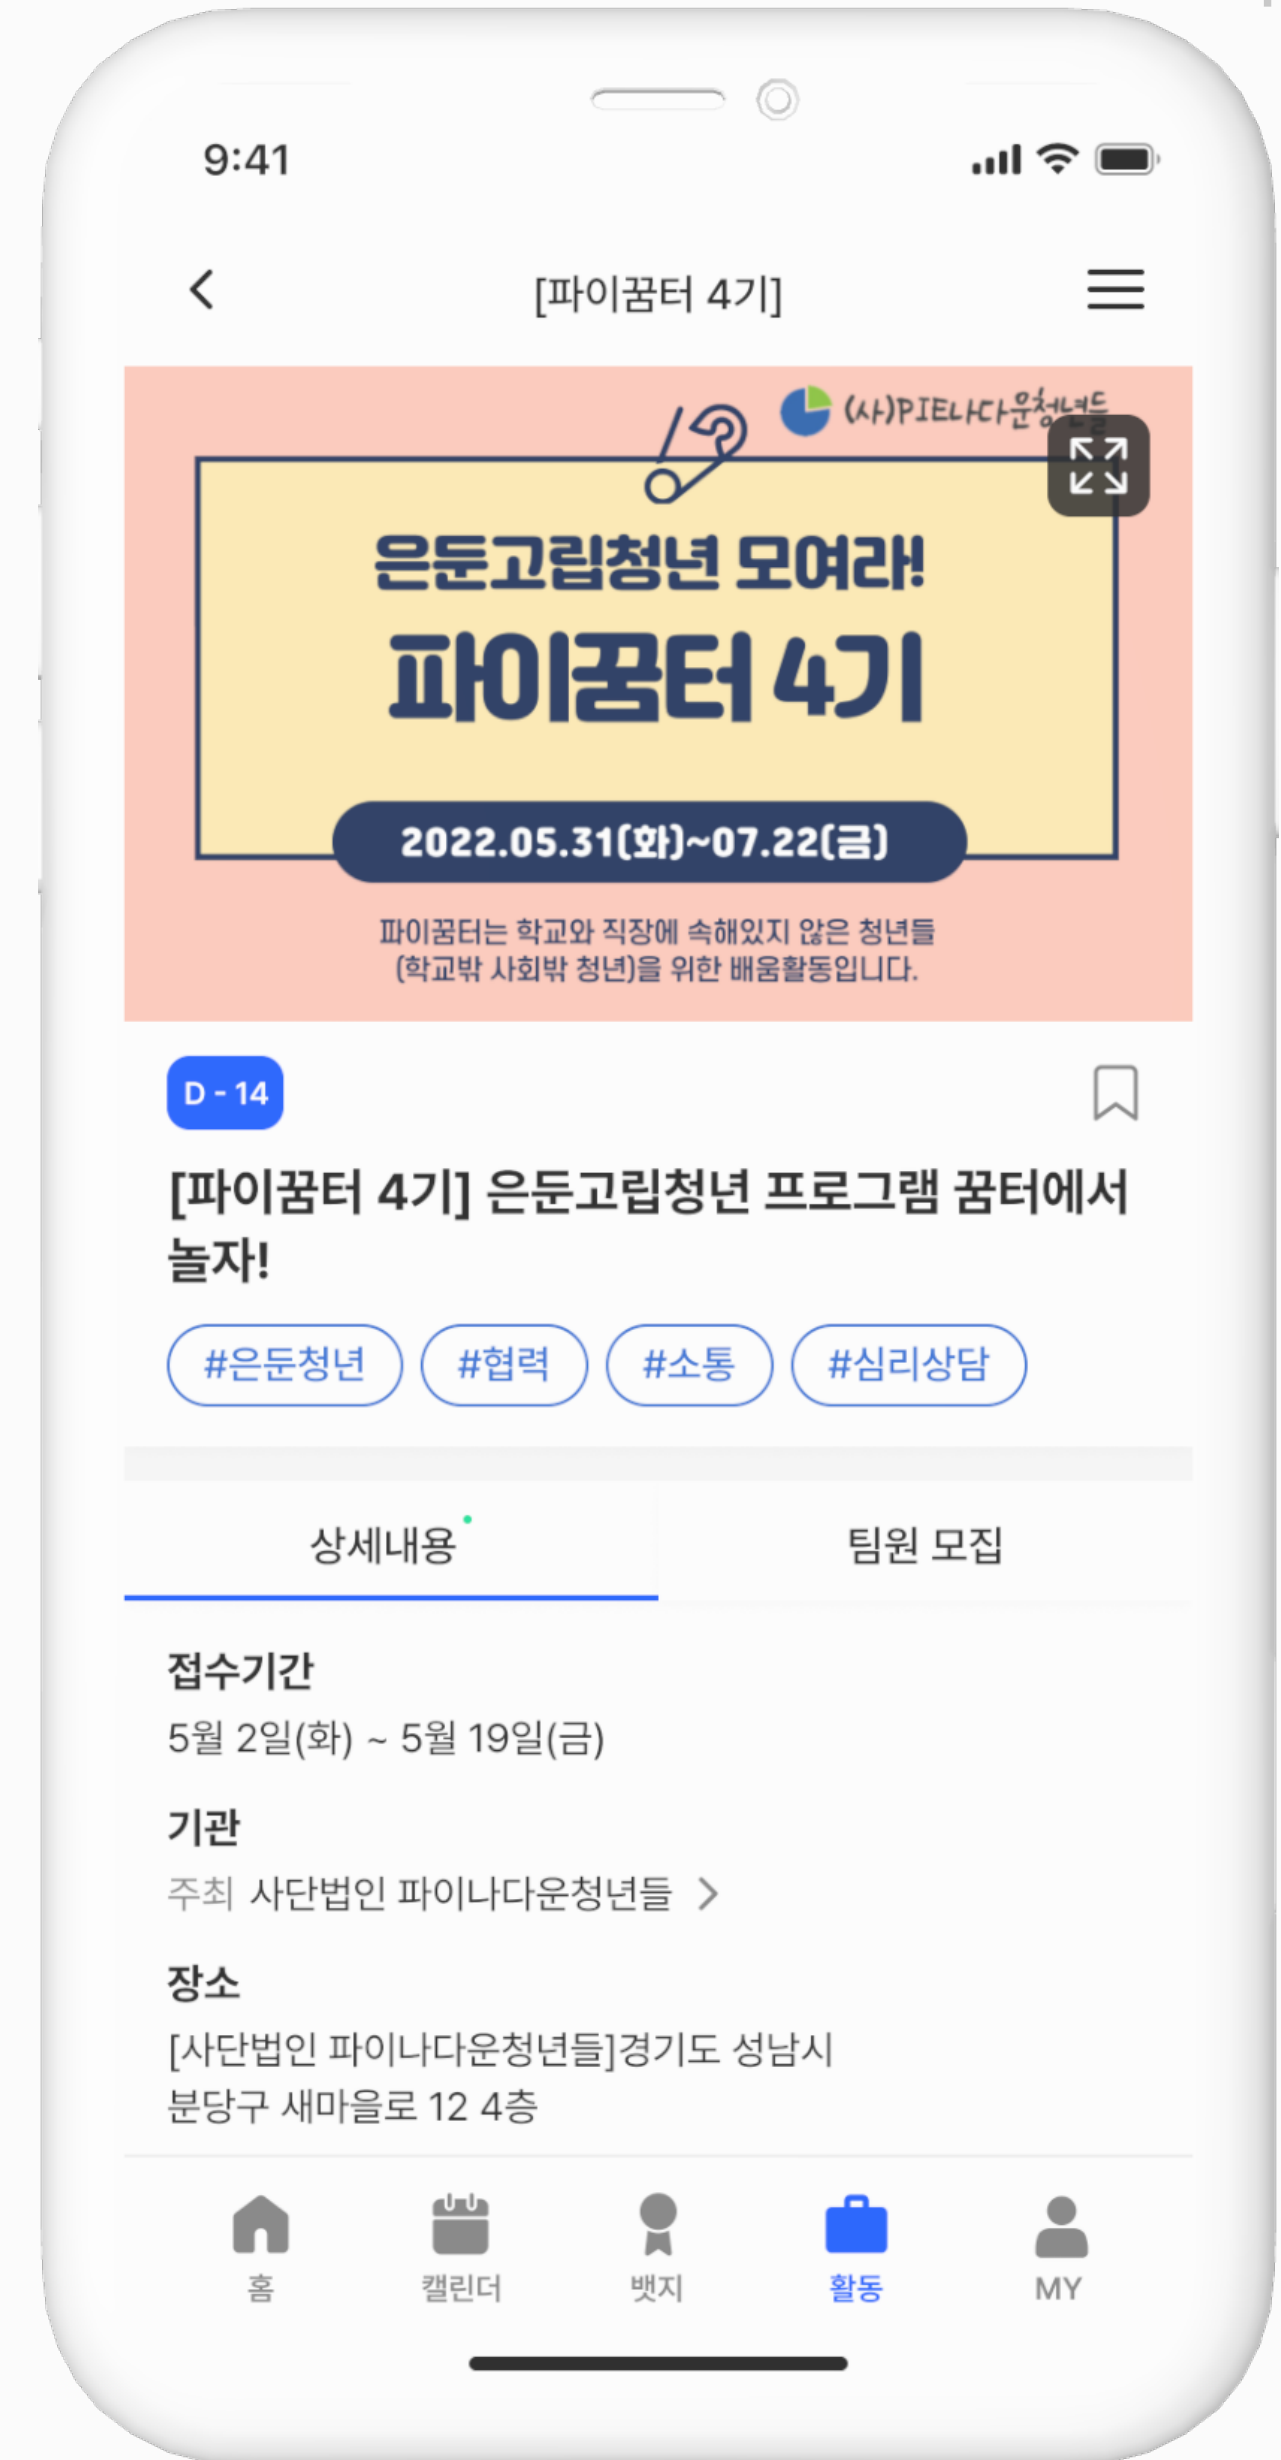 9:41
[파이꿈터 4기]
(사)PIE나다운청년들
은둔고립청년 모여라!
파이꿈터 4기
2022.05.31(화)~07.22(금)
파이꿈터는 학교와 직장에 속해있지 않은 청년들
(학교밖 사회밖 청년)을 위한 배움활동입니다.
D - 14
[파이꿈터 4기] 은둔고립청년 프로그램 꿈터에서
놀자!
#은둔청년 #협력 #소통 #심리상담
상세내용 팀원 모집
접수기간
5월 2일(화) ~ 5월 19일(금)
기관
주최 사단법인 파이나다운청년들
장소
[사단법인 파이나다운청년들]경기도 성남시
분당구 새마을로 12 4층
홈 캘린더 뱃지 활동 MY